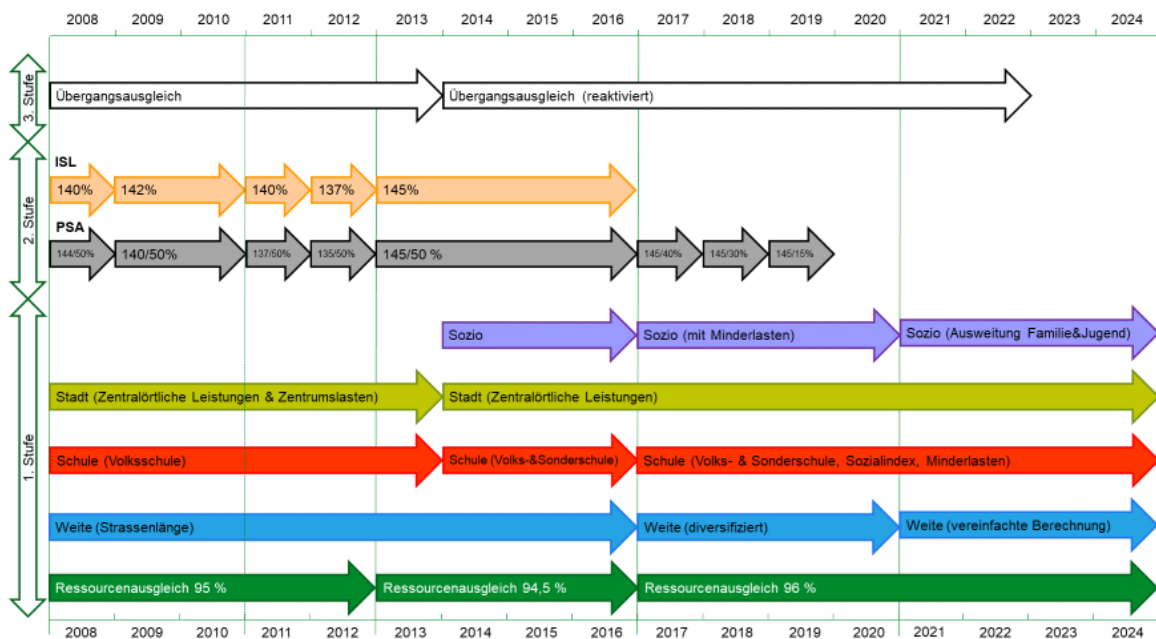 2008 2009 2010 2011 2012 2013 2014 2015 2016 2017 2018 2019 2020 2021 2022 2023 2024
3. Stufe
Übergangsausgleich
Übergangsausgleich (reaktiviert)
2. Stufe
ISL
140% 142% 140% 137% 145%
PSA
144/50% 140/50% 137/50% 135/50% 145/50 % 145/40% 145/30% 145/15%
1. Stufe
Sozio
Sozio (mit Minderlasten)
Sozio (Ausweitung Familie&Jugend)
Stadt (Zentralörtliche Leistungen & Zentrumslasten)
Stadt (Zentralörtliche Leistungen)
Schule (Volksschule)
Schule (Volks-&Sonderschule)
Schule (Volks- & Sonderschule, Sozialindex, Minderlasten)
Weite (Strassenlänge)
Weite (diversifiziert)
Weite (vereinfachte Berechnung)
Ressourcenausgleich 95 %
Ressourcenausgleich 94,5 %
Ressourcenausgleich 96 %
2008 2009 2010 2011 2012 2013 2014 2015 2016 2017 2018 2019 2020 2021 2022 2023 2024